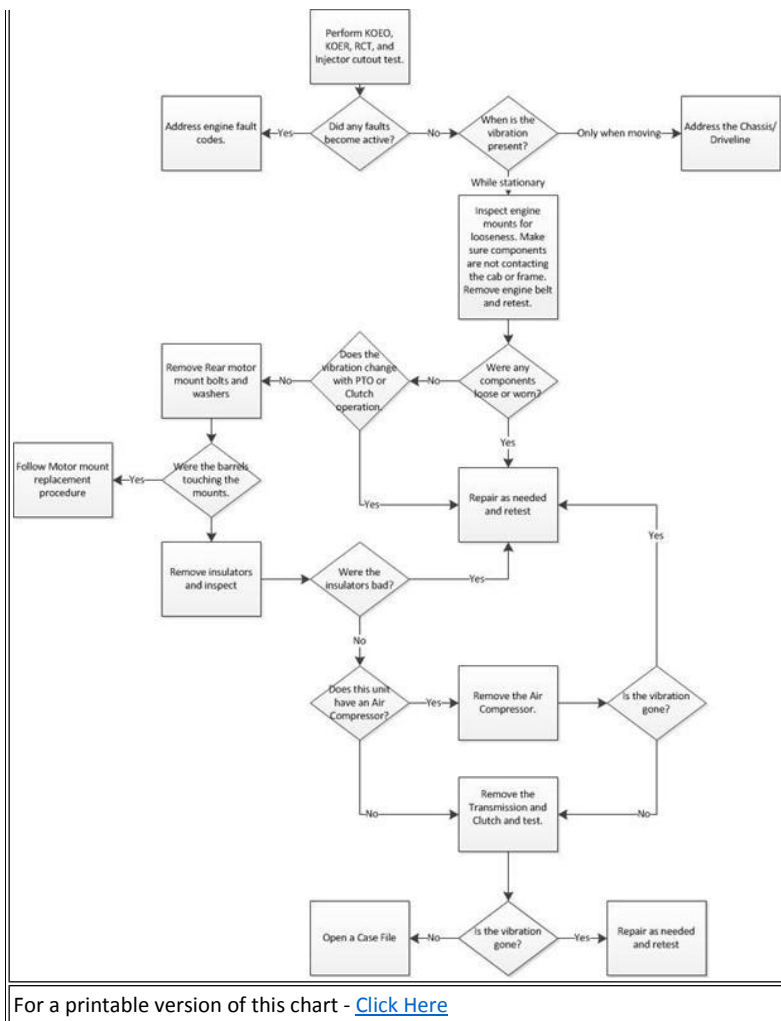 Perform KOEO,
KOER, RCT, and
Injector cutout test.
Address engine fault
codes.
Yes
Did any faults
become active?
No
When is the
vibration
present?
Only when moving
Address the Chassis/
Driveline
While stationary
Inspect engine
mounts for
looseness. Make
sure components
are not contacting
the cab or frame.
Remove engine belt
and retest.
Remove Rear motor
mount bolts and
washers
No
Does the
vibration change
with PTO or
Clutch
operation.
No
Were any
components
loose or worn?
Yes
Follow Motor mount
replacement
procedure
Yes
Were the barrels
touching the
mounts.
Yes
Repair as needed
and retest
Yes
Remove insulators
and inspect
Were the
insulators bad?
Yes
No
Does this unit
have an Air
Compressor?
Yes
Remove the Air
Compressor.
Is the vibration
gone?
No
Remove the
Transmission and
Clutch and test.
No
Open a Case File
No
Is the vibration
gone?
Yes
Repair as needed
and retest
For a printable version of this chart - Click Here